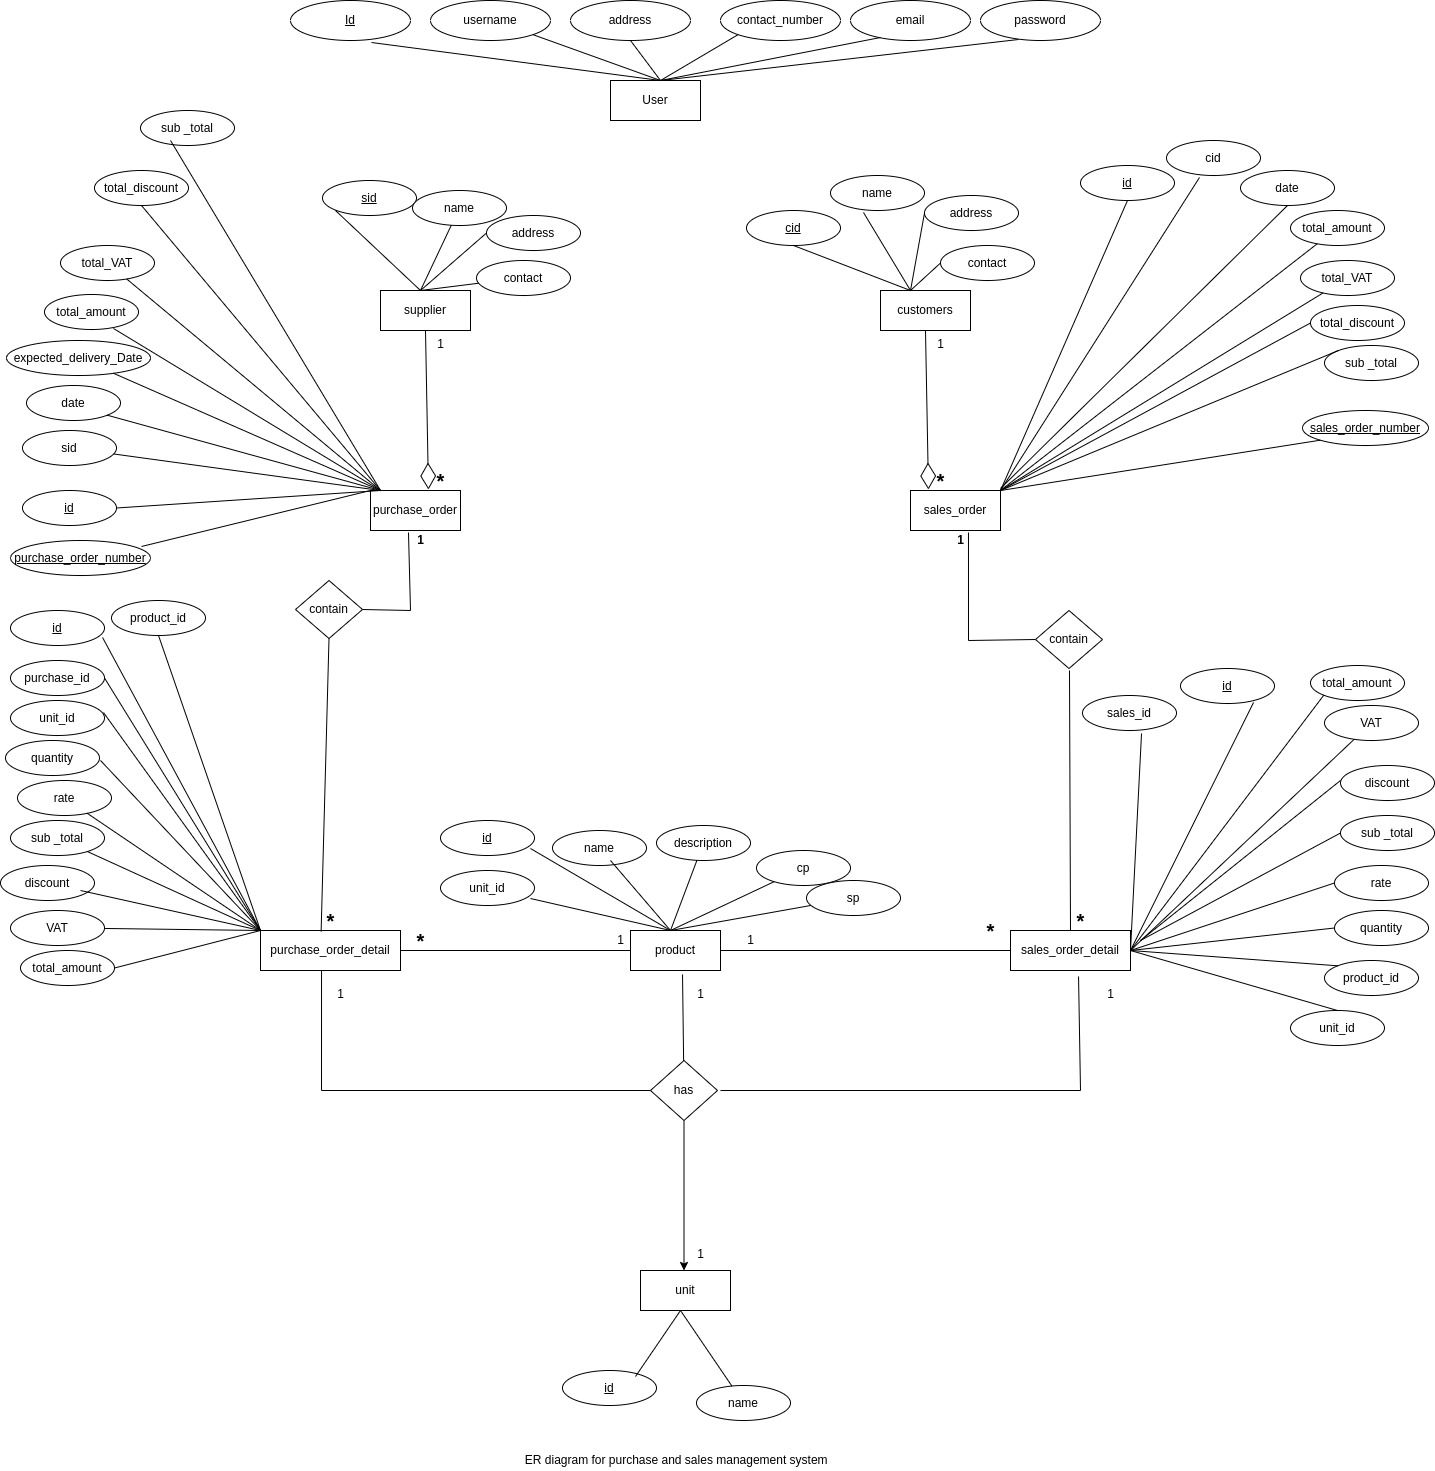 Id
username
address
contact_number
email
password
User
sub _total
total_discount
total_VAT
total_amount
expected_delivery_Date
date
sid
id
purchase_order_number
sid
name
address
contact
supplier
1
*
purchase_order
1
cid
name
address
contact
customers
1
*
sales_order
1
id
cid
date
total_amount
total_VAT
total_discount
sub _total
sales_order_number
contain
contain
id
product_id
purchase_id
unit_id
quantity
rate
sub _total
discount
VAT
total_amount
*
purchase_order_detail
*
1
id
name
description
cp
sp
unit_id
1
product
1
1
sales_id
id
total_amount
VAT
discount
sub _total
rate
quantity
product_id
unit_id
*
*
sales_order_detail
1
has
1
unit
id
name
ER diagram for purchase and sales management system